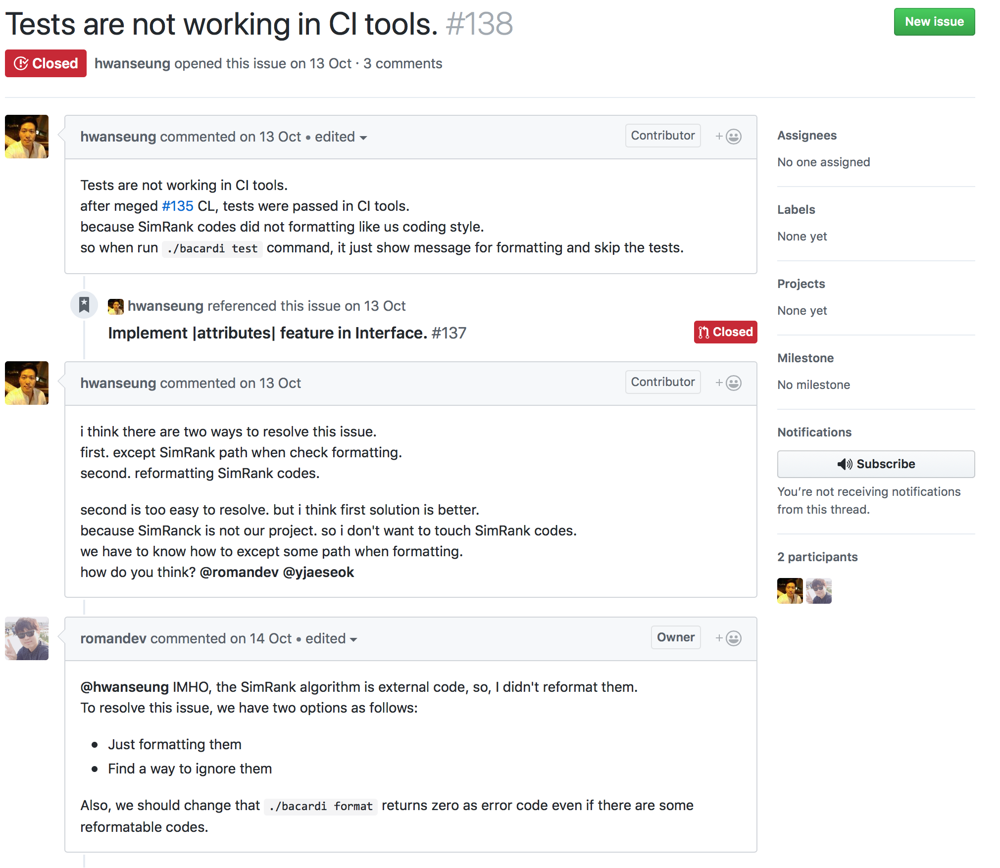 Tests are not working in CI tools. #138
New issue
Closed hwanseung opened this issue on 13 Oct · 3 comments
hwanseung commented on 13 Oct • edited
Contributor
Tests are not working in CI tools.
after meged #135 CL, tests were passed in CI tools.
because SimRank codes did not formatting like us coding style.
so when run ./bacardi test command, it just show message for formatting and skip the tests.
hwanseung referenced this issue on 13 Oct
Implement |attributes| feature in Interface. #137
Closed
hwanseung commented on 13 Oct
Contributor
i think there are two ways to resolve this issue.
first. except SimRank path when check formatting.
second. reformatting SimRank codes.
second is too easy to resolve. but i think first solution is better.
because SimRanck is not our project. so i don't want to touch SimRank codes.
we have to know how to except some path when formatting.
how do you think? @romandev @yjaeseok
romandev commented on 14 Oct • edited
Owner
@hwanseung IMHO, the SimRank algorithm is external code, so, I didn't reformat them.
To resolve this issue, we have two options as follows:
• Just formatting them
• Find a way to ignore them
Also, we should change that ./bacardi format returns zero as error code even if there are some
reformatable codes.
Assignees
No one assigned
Labels
None yet
Projects
None yet
Milestone
No milestone
Notifications
Subscribe
You’re not receiving notifications
from this thread.
2 participants